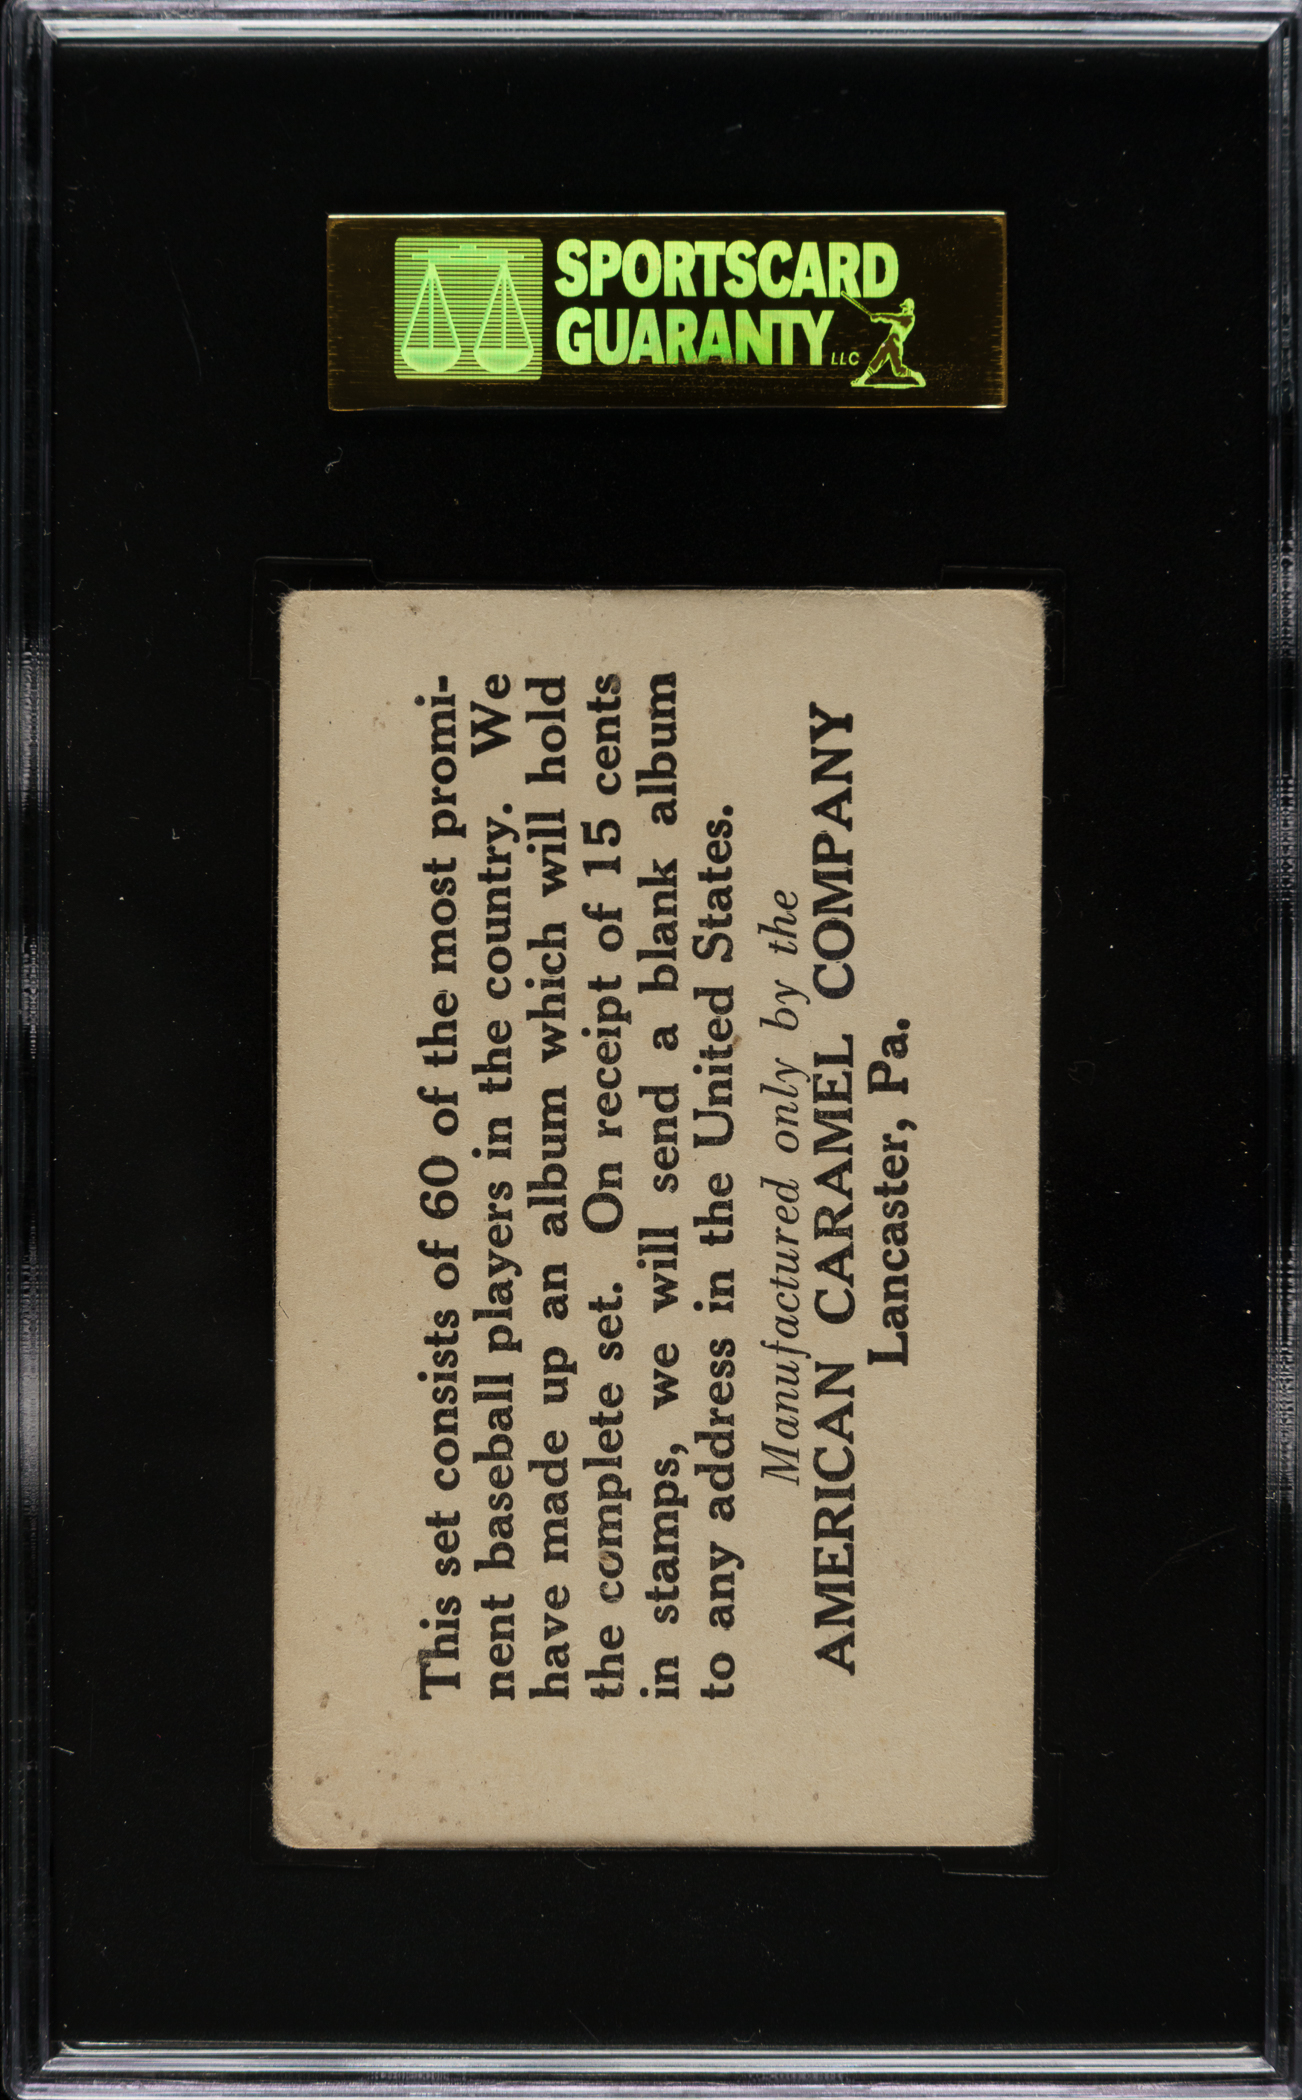 SPORTSCARD
GUARANTY LLC
This set consists of 60 of the most promi-
nent baseball players in the country. We
have made up an album which will hold
the complete set. On receipt of 15 cents
in stamps, we will send a blank album
to any address in the United States.
Manufactured only by the
AMERICAN CARAMEL COMPANY
Lancaster, Pa.